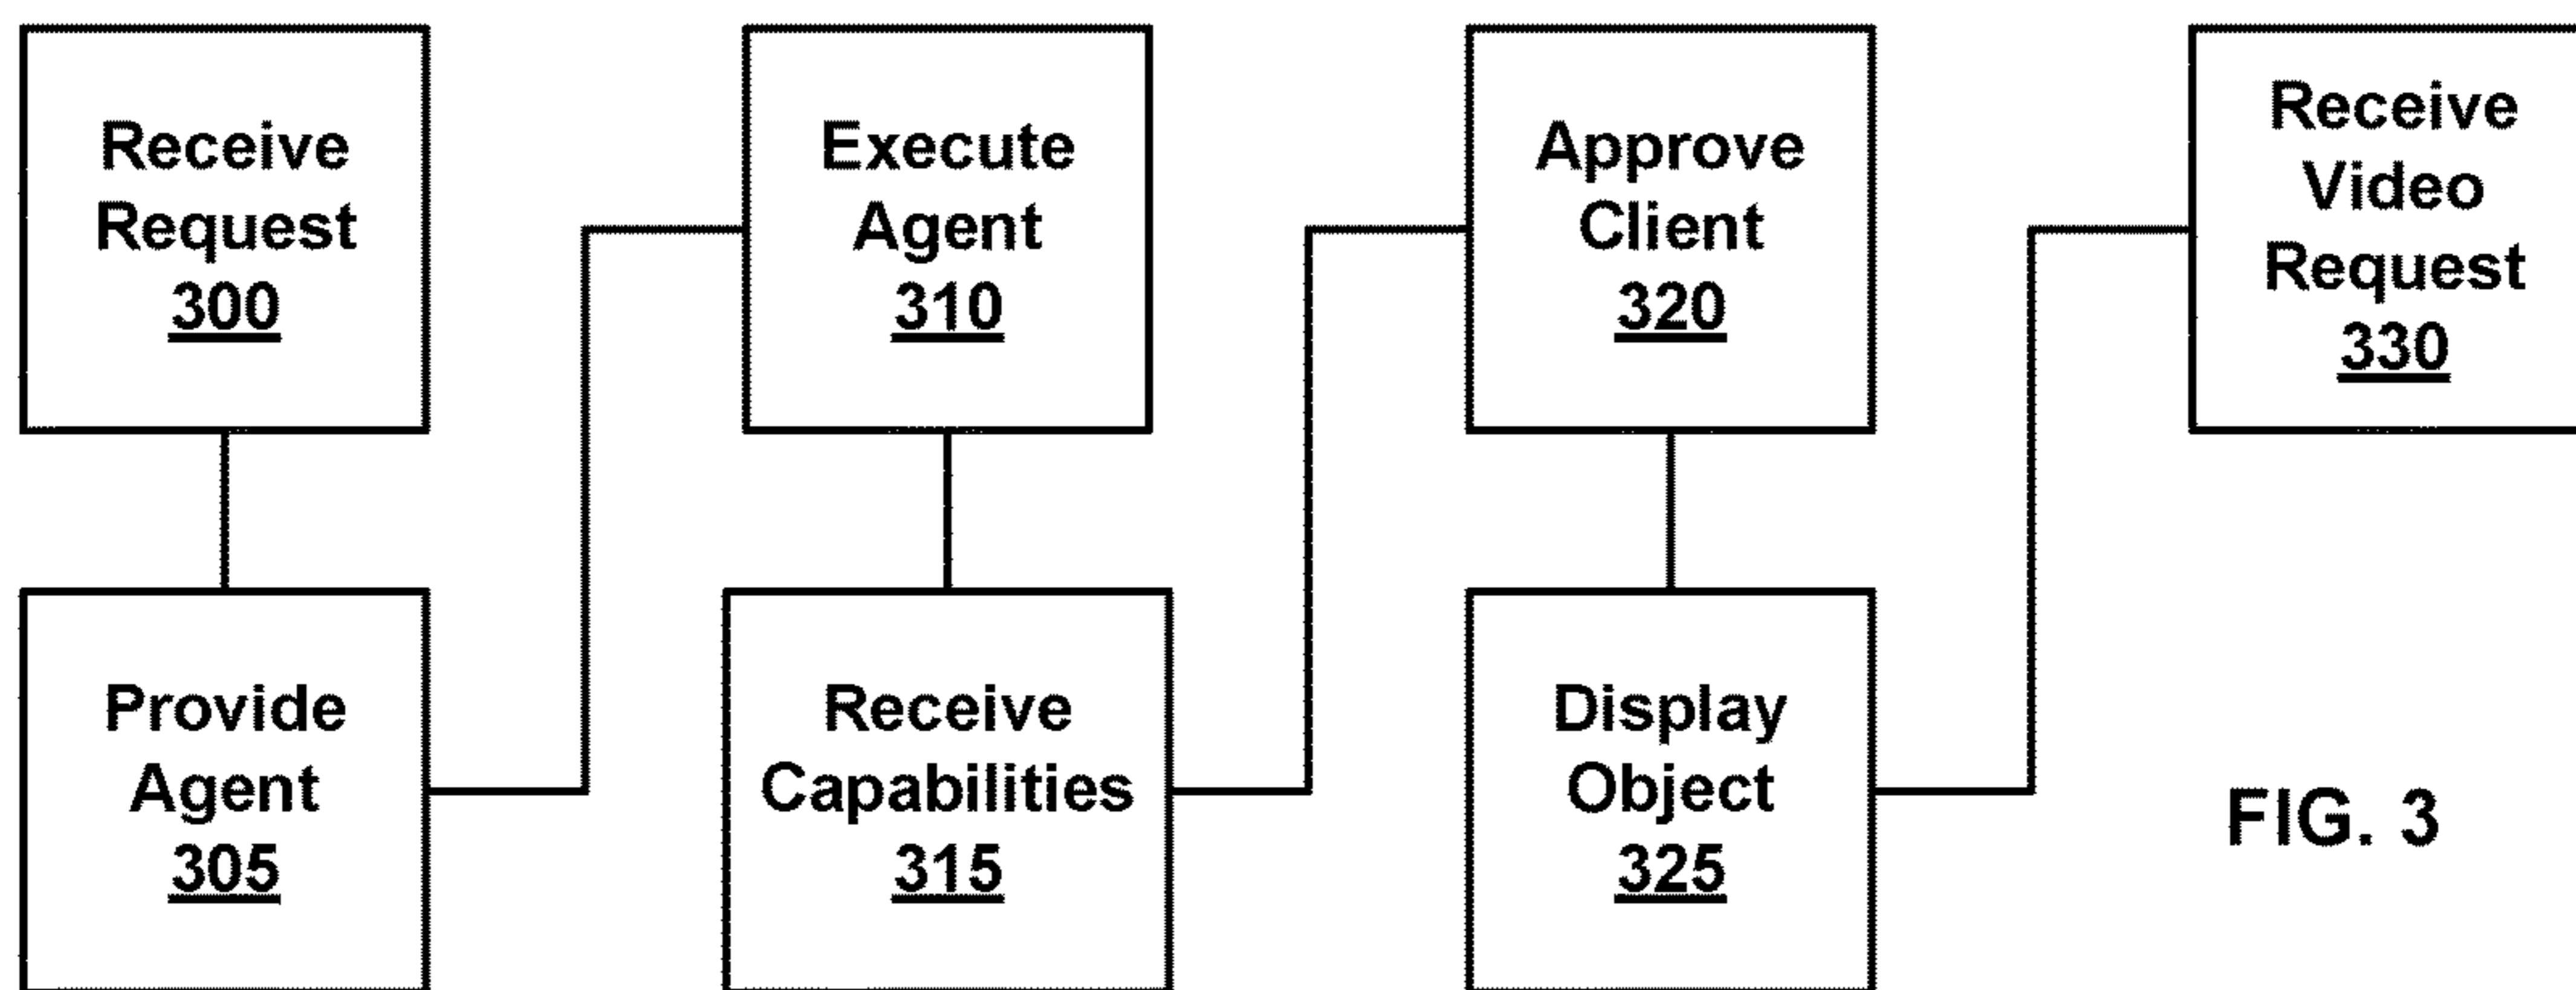 Receive
Request
300
Provide
Agent
305
Execute
Agent
310
Receive
Capabilities
315
Approve
Client
320
Display
Object
325
Receive
Video
Request
330
FIG. 3